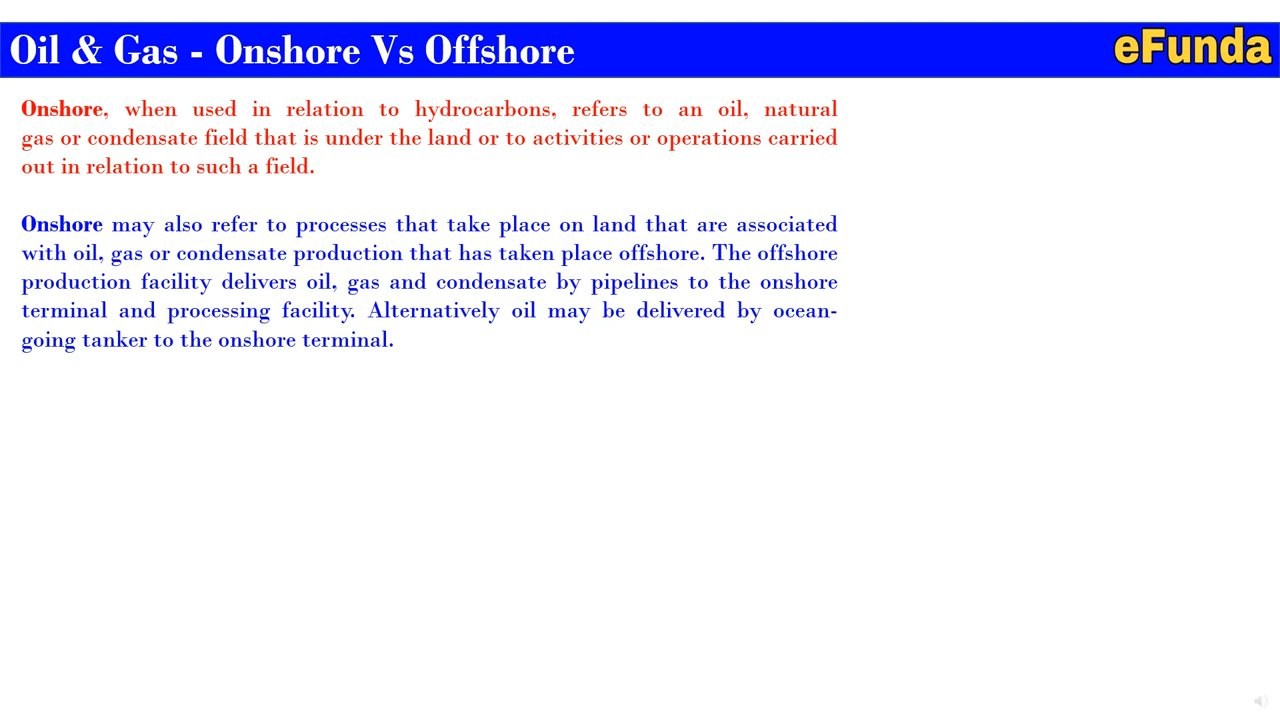 Oil & Gas - Onshore Vs Offshore
eFunda
Onshore, when used in relation to hydrocarbons, refers to an oil, natural
gas or condensate field that is under the land or to activities or operations carried
out in relation to such a field.
Onshore may also refer to processes that take place on land that are associated
with oil, gas or condensate production that has taken place offshore. The offshore
production facility delivers oil, gas and condensate by pipelines to the onshore
terminal and processing facility. Alternatively oil may be delivered by ocean-
going tanker to the onshore terminal.